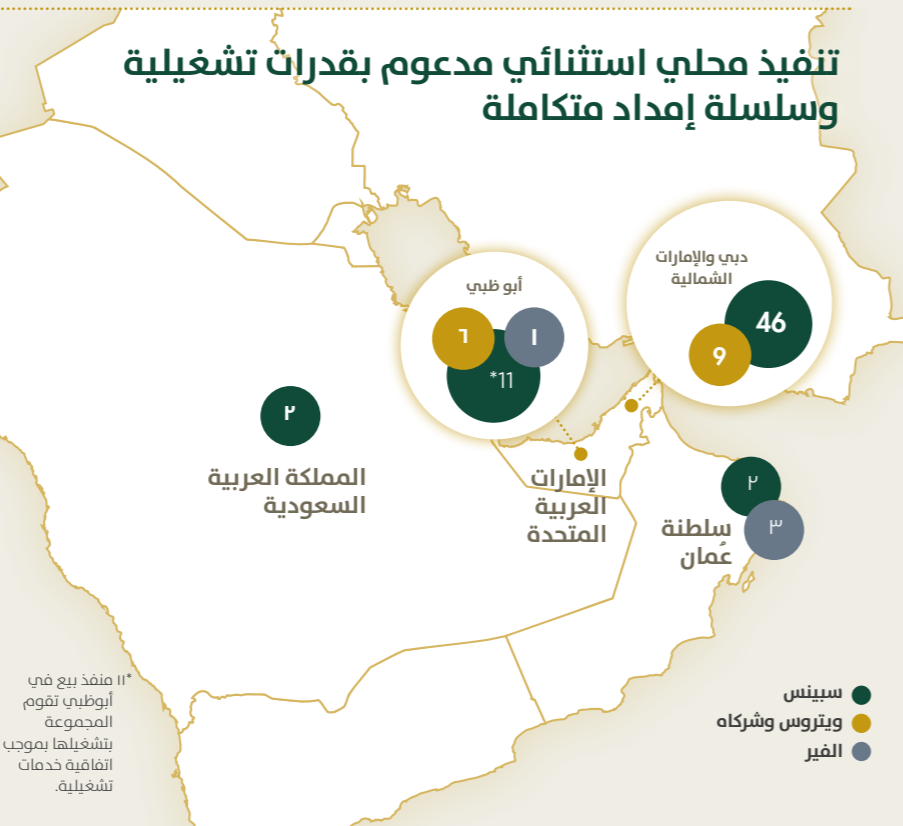 تنفيذ محلي استثنائي مدعوم بقدرات تشغيلية
وسلسلة إمداد متكاملة
دبي والإمارات
الشمالية
46
9
أبو ظبي
٦
١
*11
٢
المملكة العربية
السعودية
الإمارات
العربية
المتحدة
٢
٣
سلطنة
عُمان
سبينس
ويتروس وشركاه
الفير
*١١ منفذ بيع في
أبوظبي تقوم
المجموعة
بتشغيلها بموجب
اتفاقية خدمات
تشغيلية.